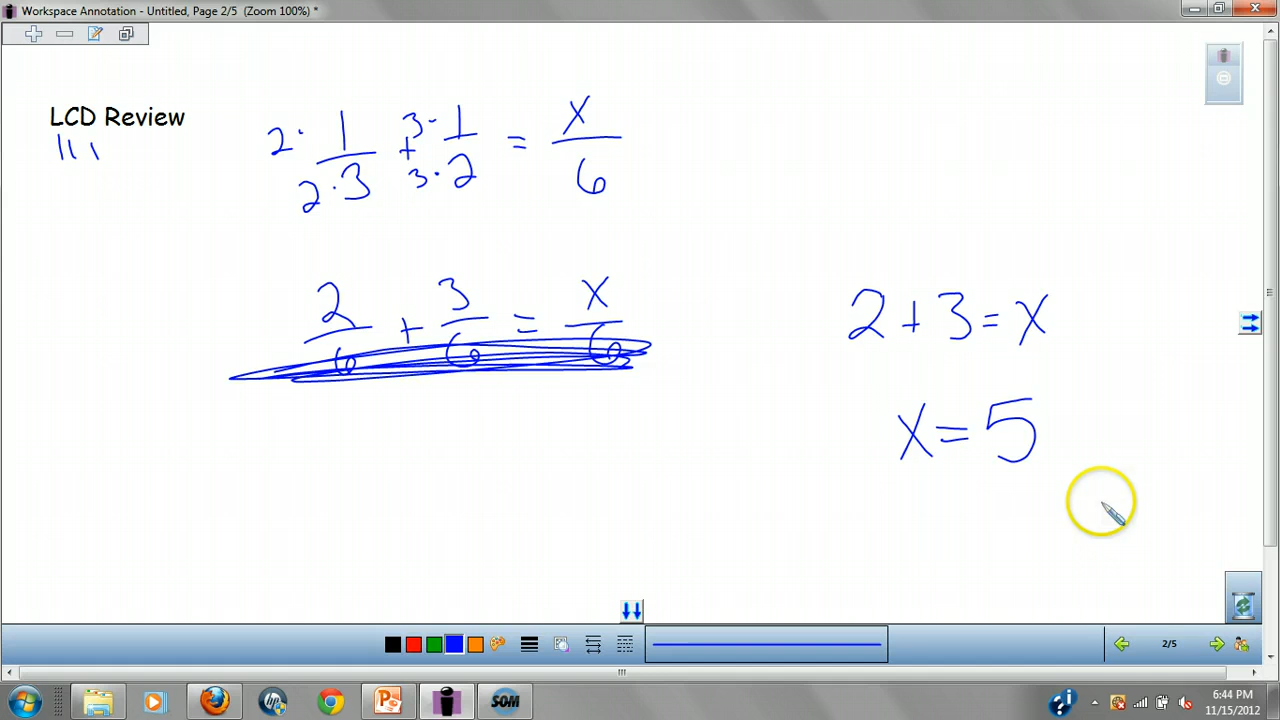 Workspace Annotation - Untitled, Page 2/5 (Zoom 100%) *
LCD Review
2· 1/2·3 + 3·1/3·2 = x/6
2/6 + 3/6 = x/6
2+3=x
x=5
2/5
SOM
6:44 PM
11/15/2012